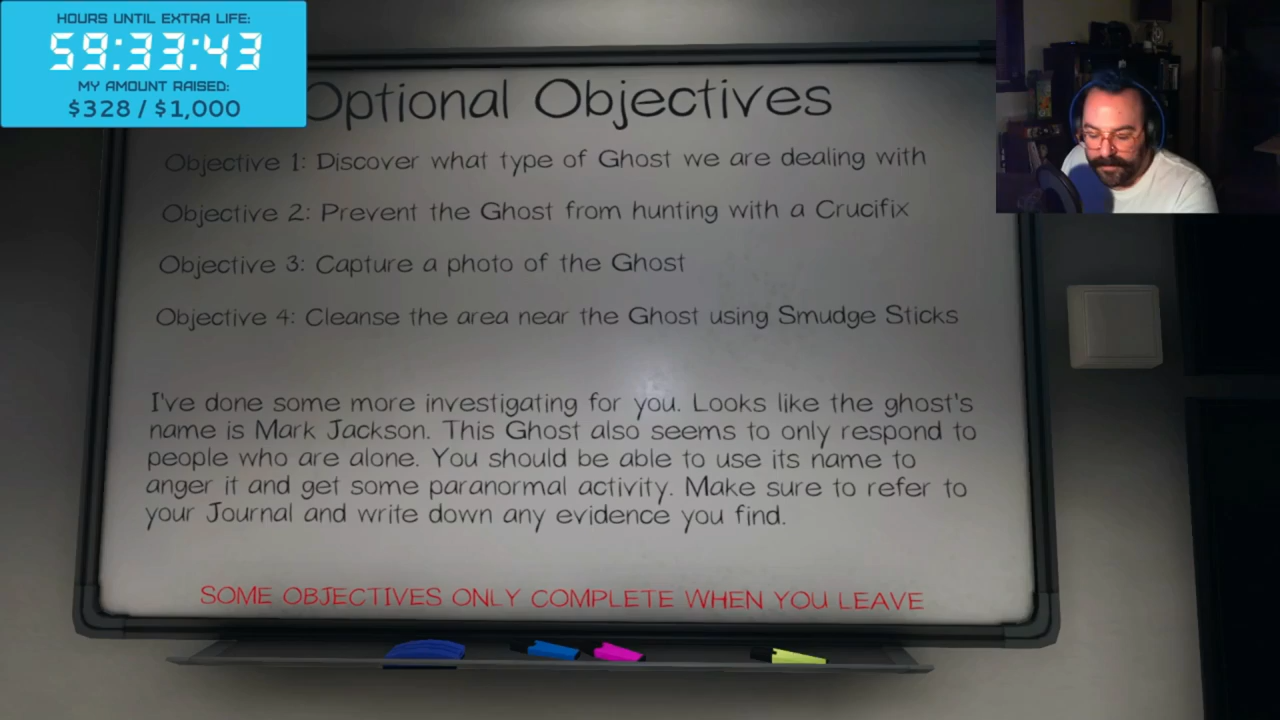 HOURS UNTIL EXTRA LIFE:
59:33:43
MY AMOUNT RAISED:
$328 / $1,000
Optional Objectives
Objective 1: Discover what type of Ghost we are dealing with
Objective 2: Prevent the Ghost from hunting with a Crucifix
Objective 3: Capture a photo of the Ghost
Objective 4: Cleanse the area near the Ghost using Smudge Sticks
I've done some more investigating for you. Looks like the ghost's
name is Mark Jackson. This Ghost also seems to only respond to
people who are alone. You should be able to use its name to
anger it and get some paranormal activity. Make sure to refer to
your Journal and write down any evidence you find.
SOME OBJECTIVES ONLY COMPLETE WHEN YOU LEAVE